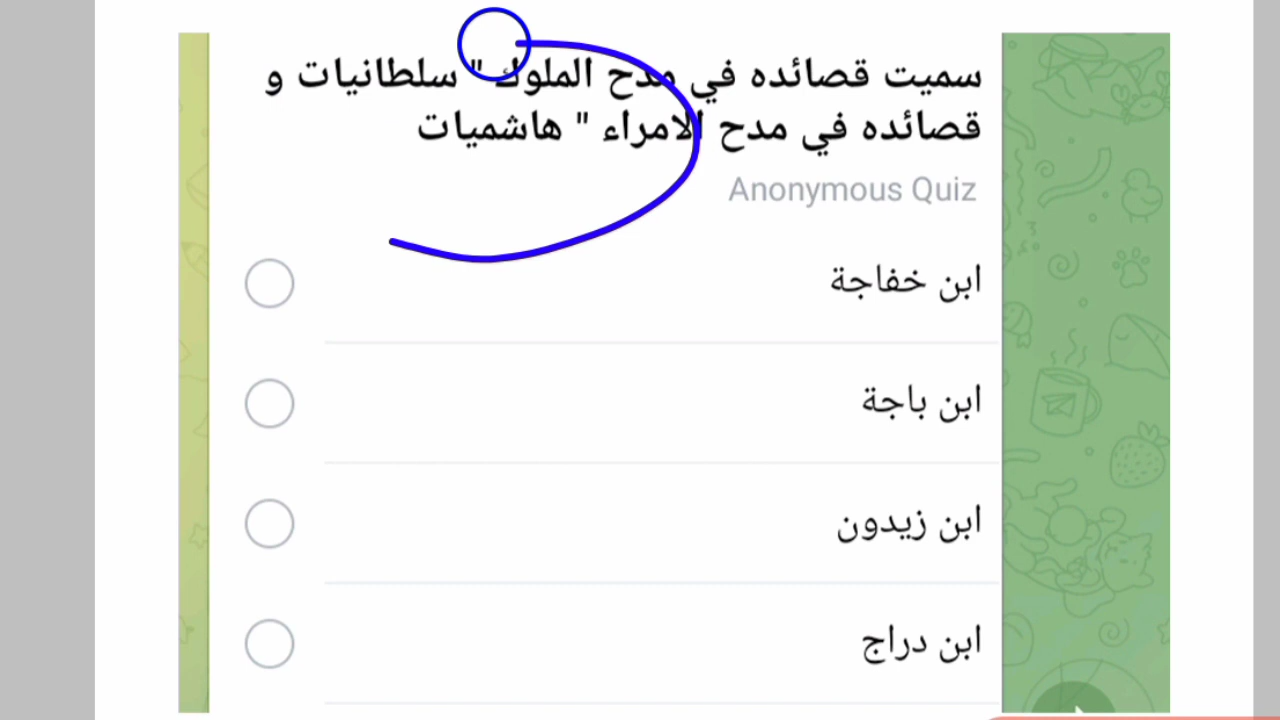 سميت قصائده في مدح الملوك " سلطانيات و
قصائده في مدح الامراء " هاشميات
Anonymous Quiz
ابن خفاجة
ابن باجة
ابن زيدون
ابن دراج